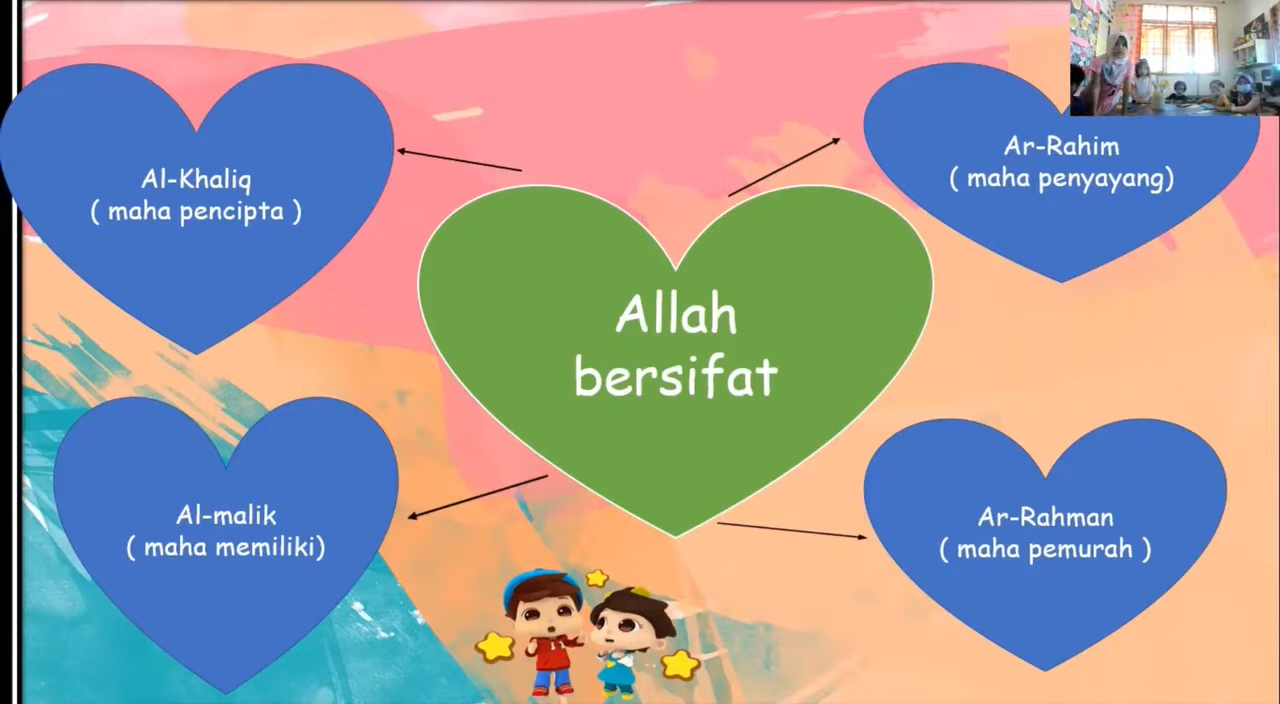 Allah
bersifat
Al-Khaliq
( maha pencipta )
Ar-Rahim
( maha penyayang)
Al-malik
( maha memiliki)
Ar-Rahman
( maha pemurah )